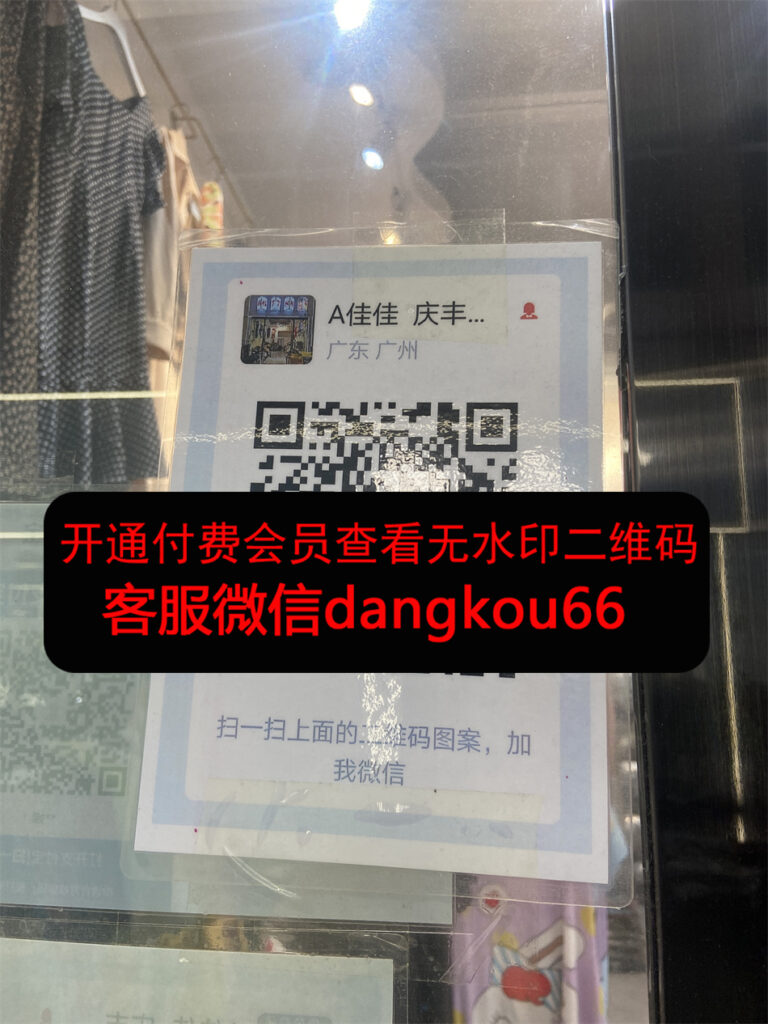 A佳佳 庆丰...
广东 广州
开通付费会员查看无水印二维码
客服微信dangkou66
扫一扫上面的二维码图案，加
我微信